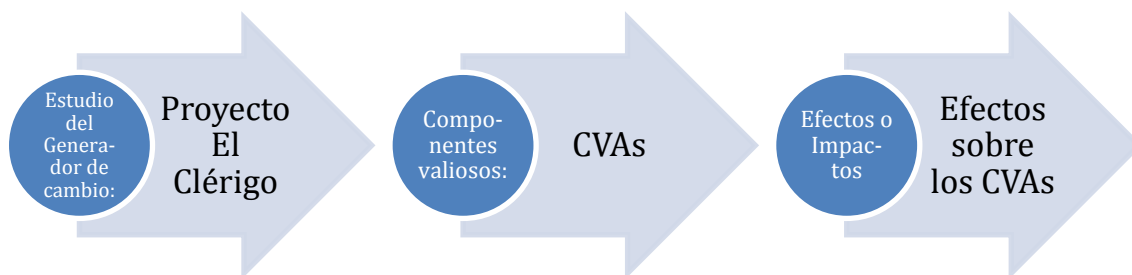 Estudio
del
Genera-
dor de
cambio:
Proyecto
El
Clérigo
Compo-
nentes
valiosos:
CVAs
Efectos o
Impac-
tos
Efectos
sobre
los CVAs